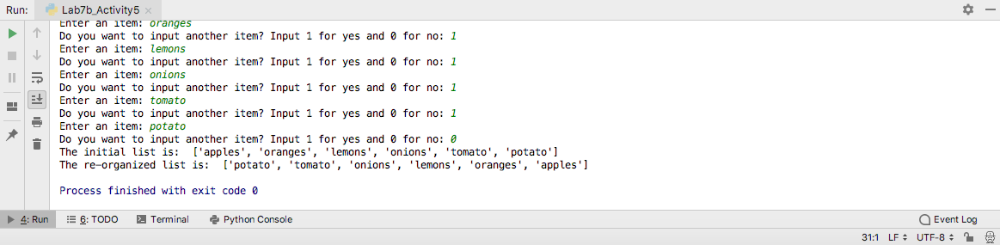 Run: Lab7b_Activity5
Enter an item: oranges
Do you want to input another item? Input 1 for yes and 0 for no: 1
Enter an item: lemons
Do you want to input another item? Input 1 for yes and 0 for no: 1
Enter an item: onions
Do you want to input another item? Input 1 for yes and 0 for no: 1
Enter an item: tomato
Do you want to input another item? Input 1 for yes and 0 for no: 1
Enter an item: potato
Do you want to input another item? Input 1 for yes and 0 for no: 0
The initial list is:  ['apples', 'oranges', 'lemons', 'onions', 'tomato', 'potato']
The re-organized list is:  ['potato', 'tomato', 'onions', 'lemons', 'oranges', 'apples']
Process finished with exit code 0
4: Run 6: TODO Terminal Python Console Event Log
31:1 LF UTF-8